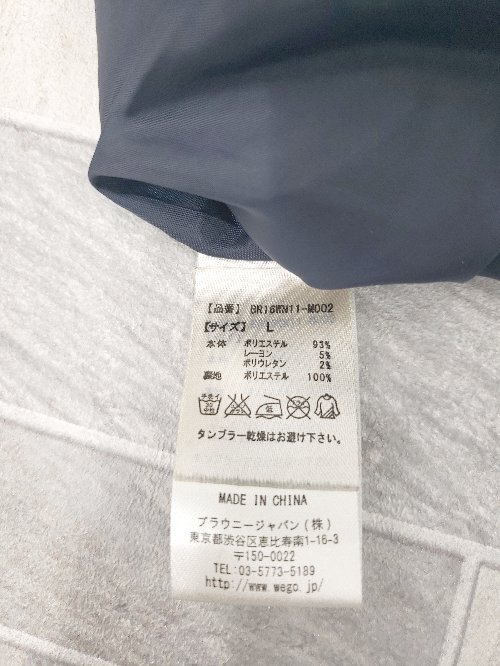 【品番】 BR16WN11-M002
【サイズ】 L
本体 ポリエステル 93%
レーヨン 5%
ポリウレタン 2%
裏地 ポリエステル 100%
タンブラー乾燥はお避け下さい。
MADE IN CHINA
ブラウニージャパン(株)
東京都渋谷区恵比寿南1-16-3
〒150-0022
TEL:03-5773-5189
http://www.wego.jp/